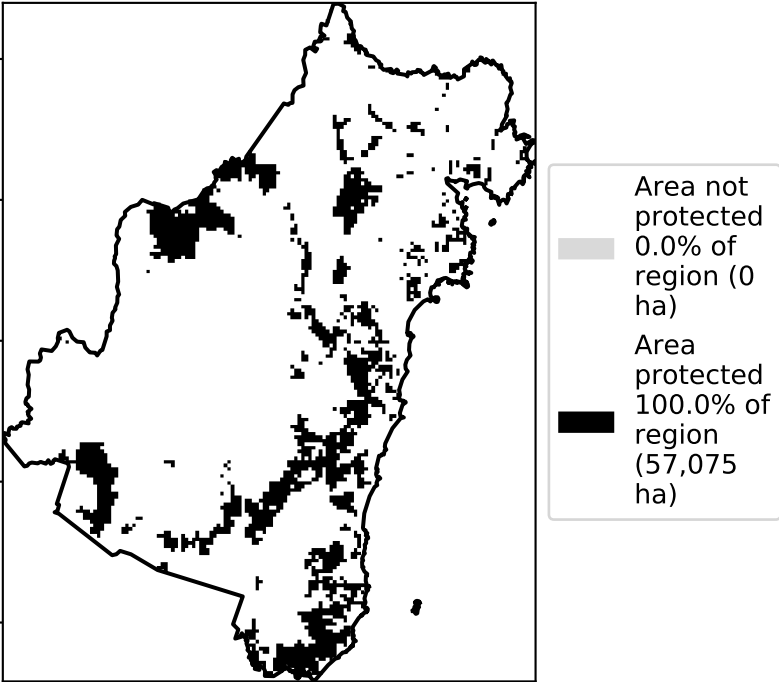 Area not
protected
0.0% of
region (0
ha)
Area
protected
100.0% of
region
(57,075
ha)